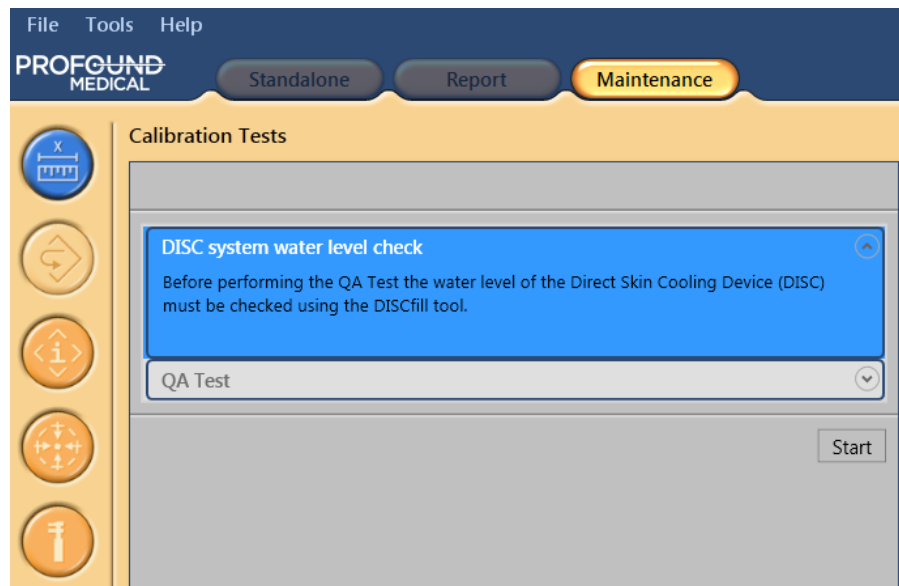 File Tools Help
PROFOUND
MEDICAL
Standalone Report Maintenance
Calibration Tests
X
DISC system water level check
Before performing the QA Test the water level of the Direct Skin Cooling Device (DISC)
must be checked using the DISCfill tool.
i
QA Test
Start